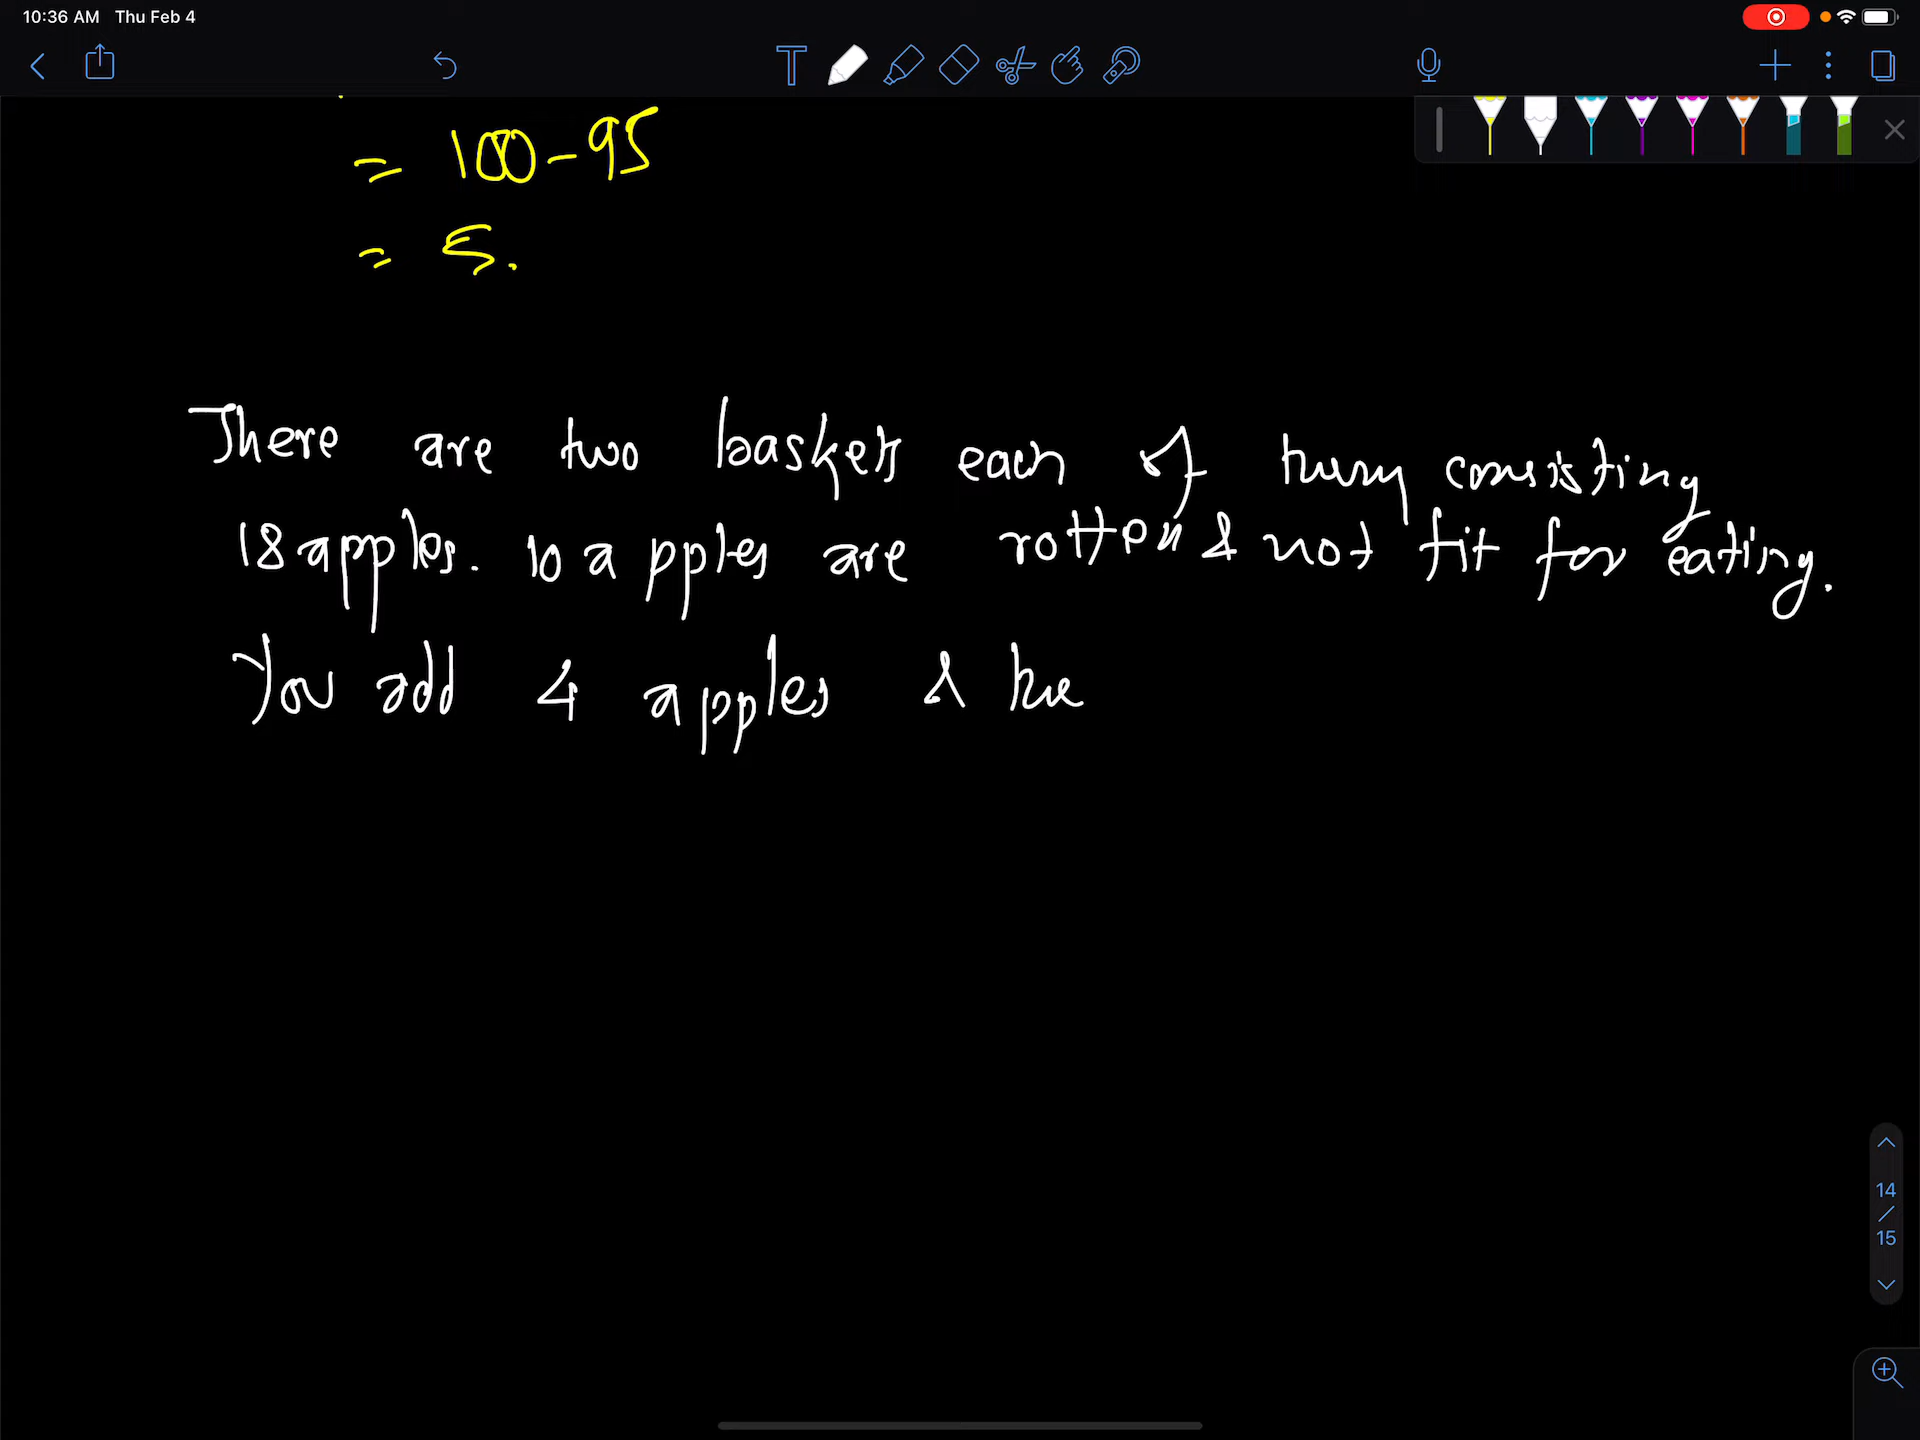 10:36 AM Thu Feb 4
= 100-95
= 5.
There are two baskets each of them consisting
18 apples. 10 apples are rotten & not fit for eating.
You add 4 apples & the
14
/
15